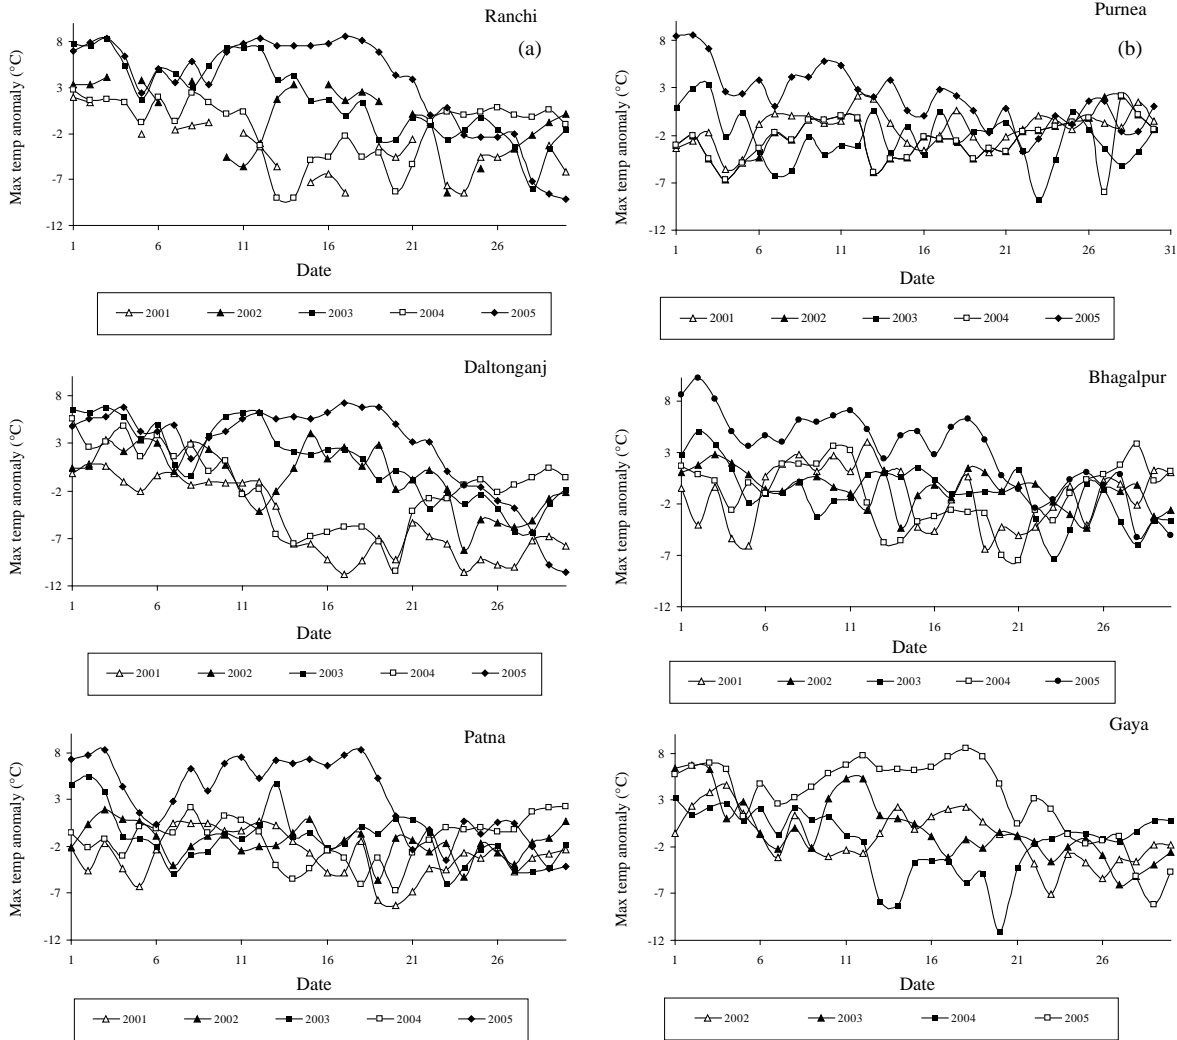 Ranchi
(a)
Max temp anomaly (°C)
8
3
-2
-7
-12
1 6 11 16 21 26
Date
2001 2002 2003 2004 2005
Purnea
(b)
Max temp anomaly (°C)
8
3
-2
-7
-12
1 6 11 16 21 26 31
Date
2001 2002 2003 2004 2005
Daltonganj
Max temp anomaly (°C)
8
3
-2
-7
-12
1 6 11 16 21 26
Date
2001 2002 2003 2004 2005
Bhagalpur
Max temp anomaly (°C)
8
3
-2
-7
-12
1 6 11 16 21 26
Date
2001 2002 2003 2004 2005
Patna
Max temp anomaly (°C)
8
3
-2
-7
-12
1 6 11 16 21 26
Date
2001 2002 2003 2004 2005
Gaya
Max temp anomaly (°C)
8
3
-2
-7
-12
1 6 11 16 21 26
Date
2002 2003 2004 2005